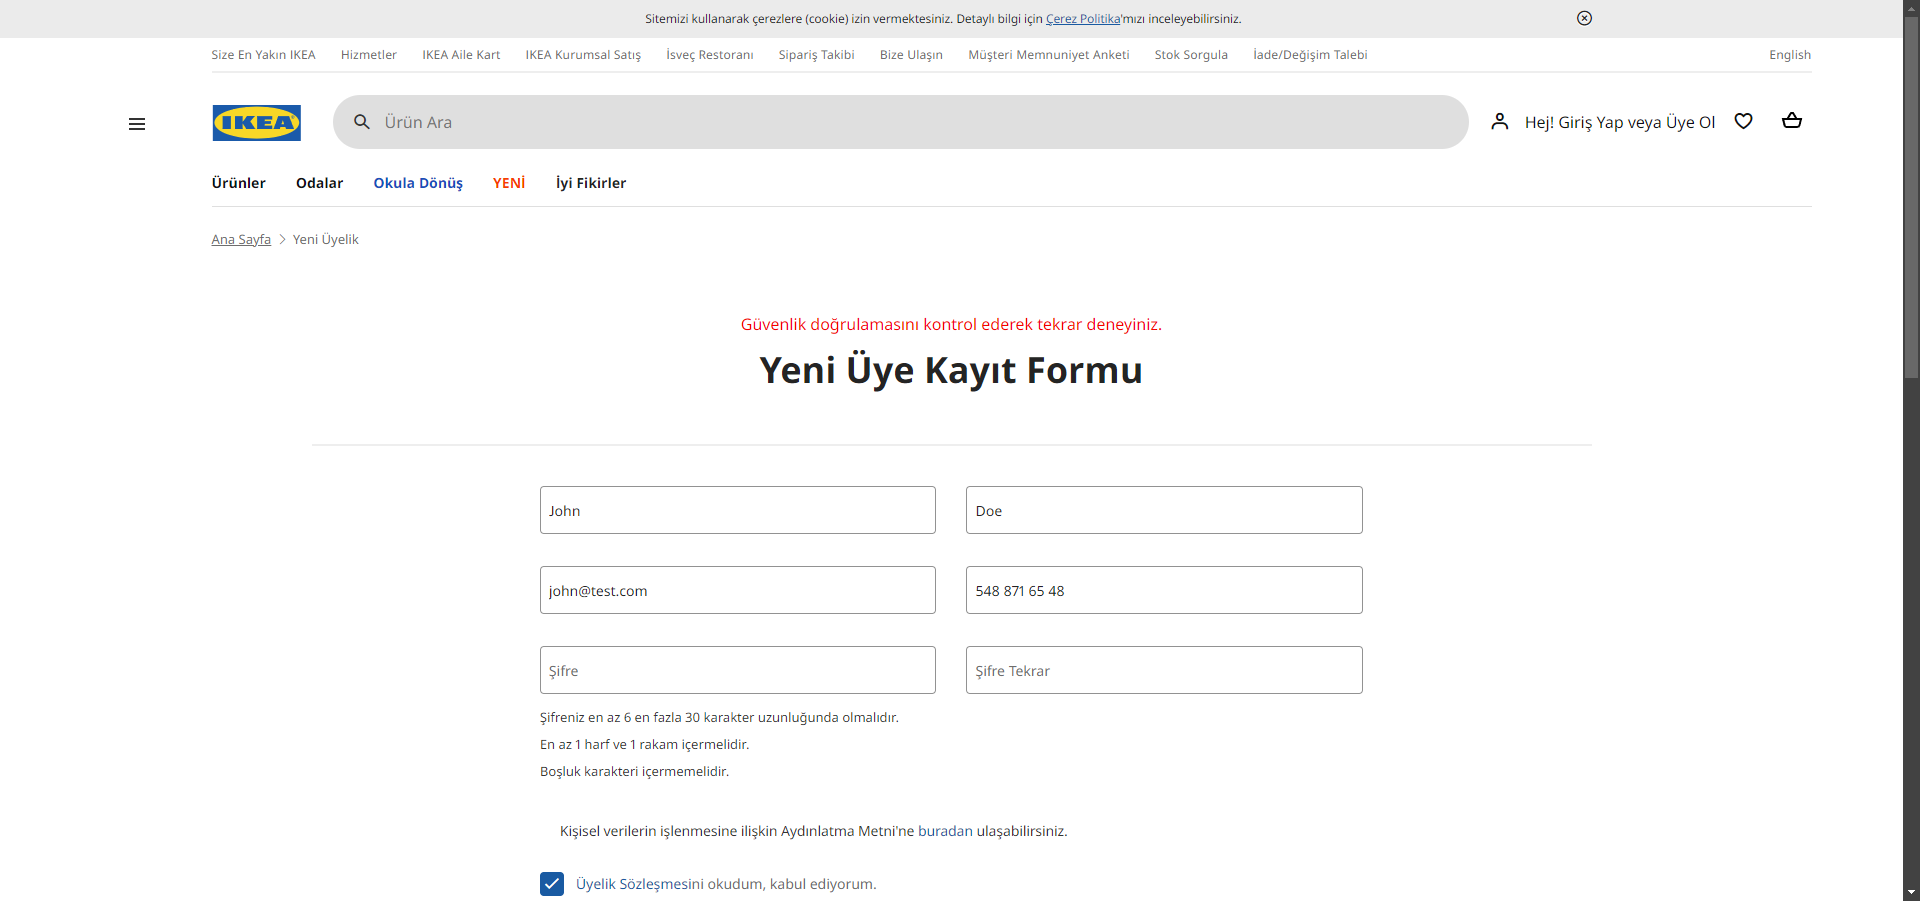 Sitemizi kullanarak çerezlere (cookie) izin vermektesiniz. Detaylı bilgi için Çerez Politika'mızı inceleyebilirsiniz.
Size En Yakın IKEA Hizmetler IKEA Aile Kart IKEA Kurumsal Satış İsveç Restoranı Sipariş Takibi Bize Ulaşın Müşteri Memnuniyet Anketi Stok Sorgula İade/Değişim Talebi English
IKEA Ürün Ara Hej! Giriş Yap veya Üye Ol
Ürünler Odalar Okula Dönüş YENİ İyi Fikirler
Ana Sayfa > Yeni Üyelik
Güvenlik doğrulamasını kontrol ederek tekrar deneyiniz.
Yeni Üye Kayıt Formu
John Doe
john@test.com 548 871 65 48
Şifre Şifre Tekrar
Şifreniz en az 6 en fazla 30 karakter uzunluğunda olmalıdır.
En az 1 harf ve 1 rakam içermelidir.
Boşluk karakteri içermemelidir.
Kişisel verilerin işlenmesine ilişkin Aydınlatma Metni'ne buradan ulaşabilirsiniz.
Üyelik Sözleşmesini okudum, kabul ediyorum.